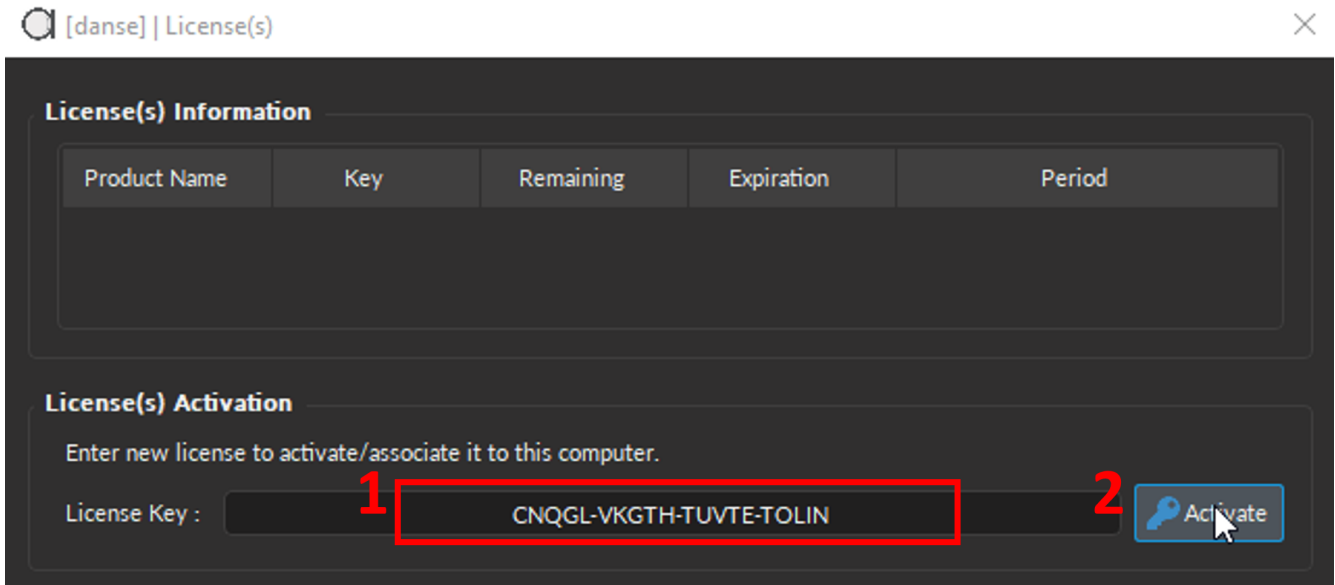 [danse] | License(s)
License(s) Information
Product Name Key Remaining Expiration Period
License(s) Activation
Enter new license to activate/associate it to this computer.
1 2
License Key : CNQGL-VKGTH-TUVTE-TOLIN Activate